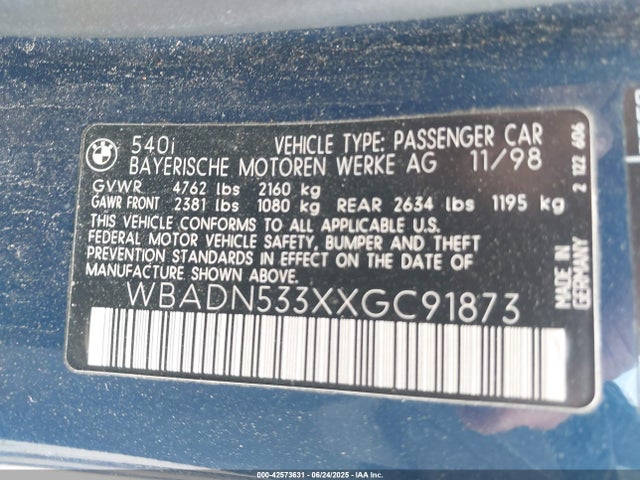 BMW
540i VEHICLE TYPE: PASSENGER CAR
BAYERISCHE MOTOREN WERKE AG 11/98
GVWR 4762 lbs 2160 kg
GAWR FRONT 2381 lbs 1080 kg REAR 2634 lbs 1195 kg
THIS VEHICLE CONFORMS TO ALL APPLICABLE U.S.
FEDERAL MOTOR VEHICLE SAFETY, BUMPER AND THEFT
PREVENTION STANDARDS IN EFFECT ON THE DATE OF
MANUFACTURE SHOWN ABOVE.
WBADN533XXGC91873
2 122 606
MADE IN GERMANY
00-42573631 - 06/24/2025 - IAA Inc.